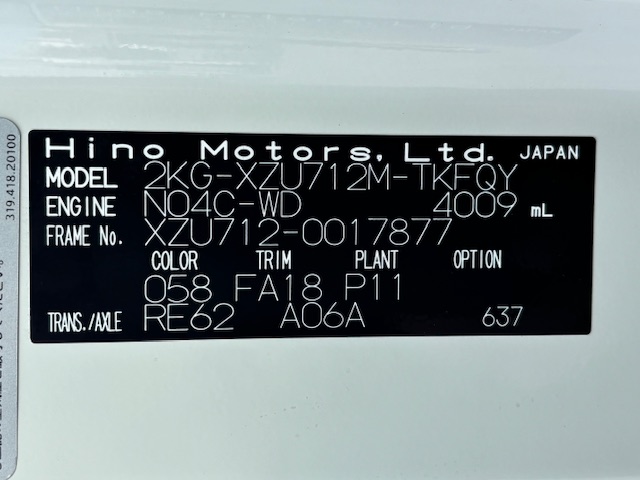 Hino Motors, Ltd. JAPAN
MODEL 2KG-XZU712M-TKFQY
ENGINE N04C-WD 4009 mL
FRAME No. XZU712-0017877
COLOR TRIM PLANT OPTION
058 FA18 P11
TRANS./AXLE RE62 A06A 637
319.418.20100